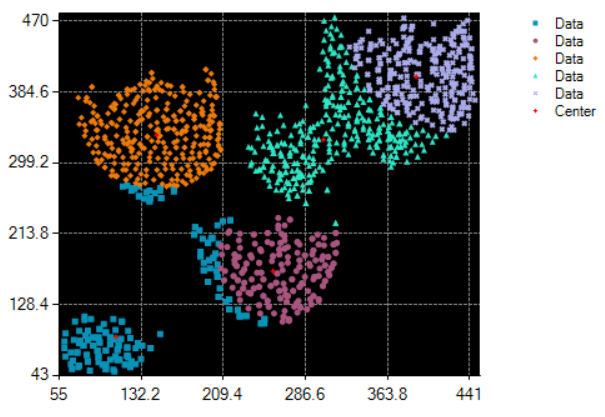 470
384.6
299.2
213.8
128.4
43
55 132.2 209.4 286.6 363.8 441
Data
Data
Data
Data
Data
Center